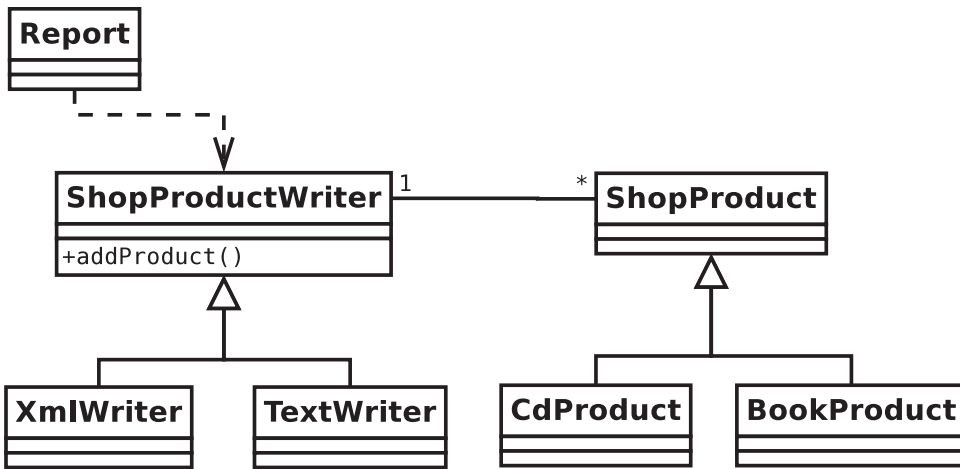 Report
ShopProductWriter
1
*
ShopProduct
+addProduct()
XmlWriter
TextWriter
CdProduct
BookProduct